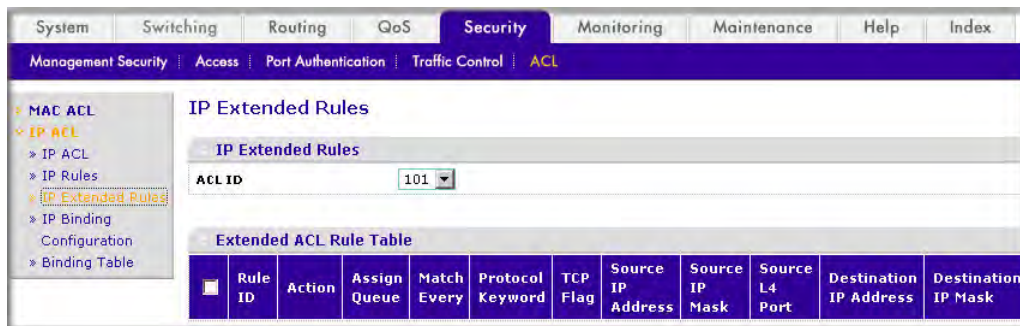 System Switching Routing QoS Security Monitoring Maintenance Help Index
Management Security Access Port Authentication Traffic Control ACL
MAC ACL
IP ACL
» IP ACL
» IP Rules
» IP Extended Rules
» IP Binding
Configuration
» Binding Table
IP Extended Rules
IP Extended Rules
ACL ID 101
Extended ACL Rule Table
Rule ID Action Assign Queue Match Every Protocol Keyword TCP Flag Source IP Address Source IP Mask Source L4 Port Destination IP Address Destination IP Mask